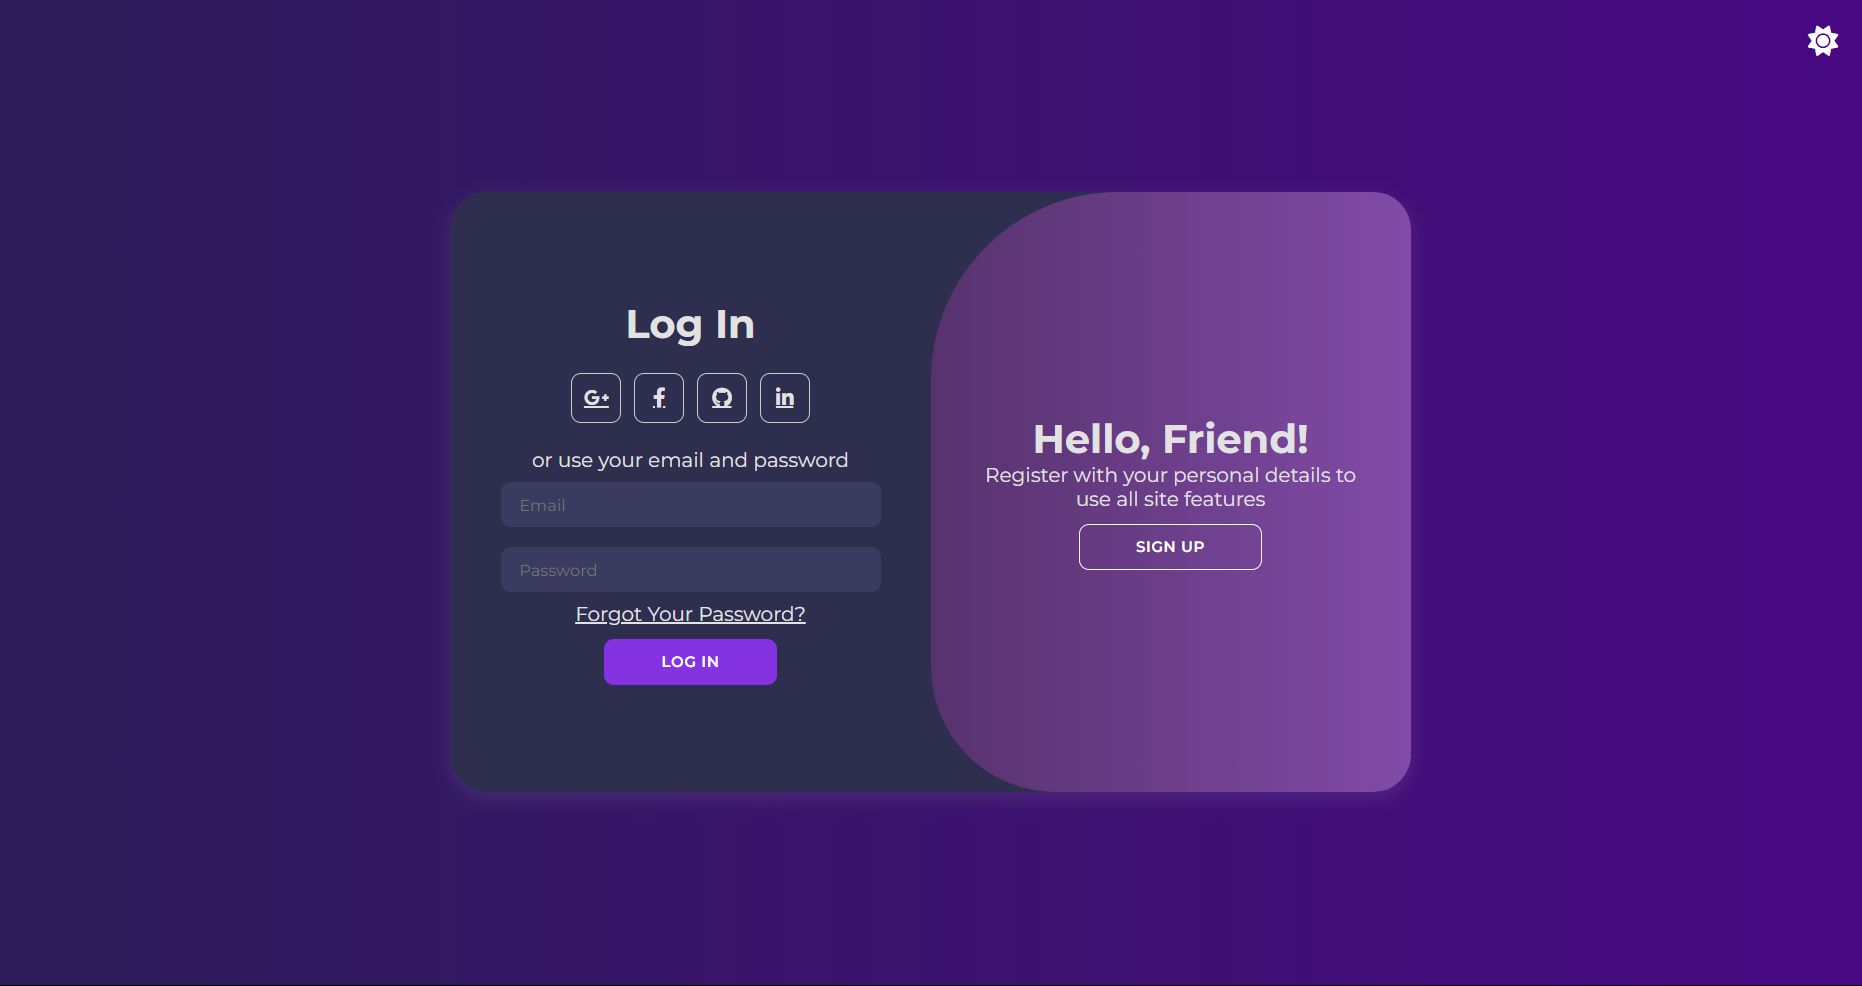 Log In
G+
f
in
or use your email and password
Email
Password
Forgot Your Password?
LOG IN
Hello, Friend!
Register with your personal details to
use all site features
SIGN UP